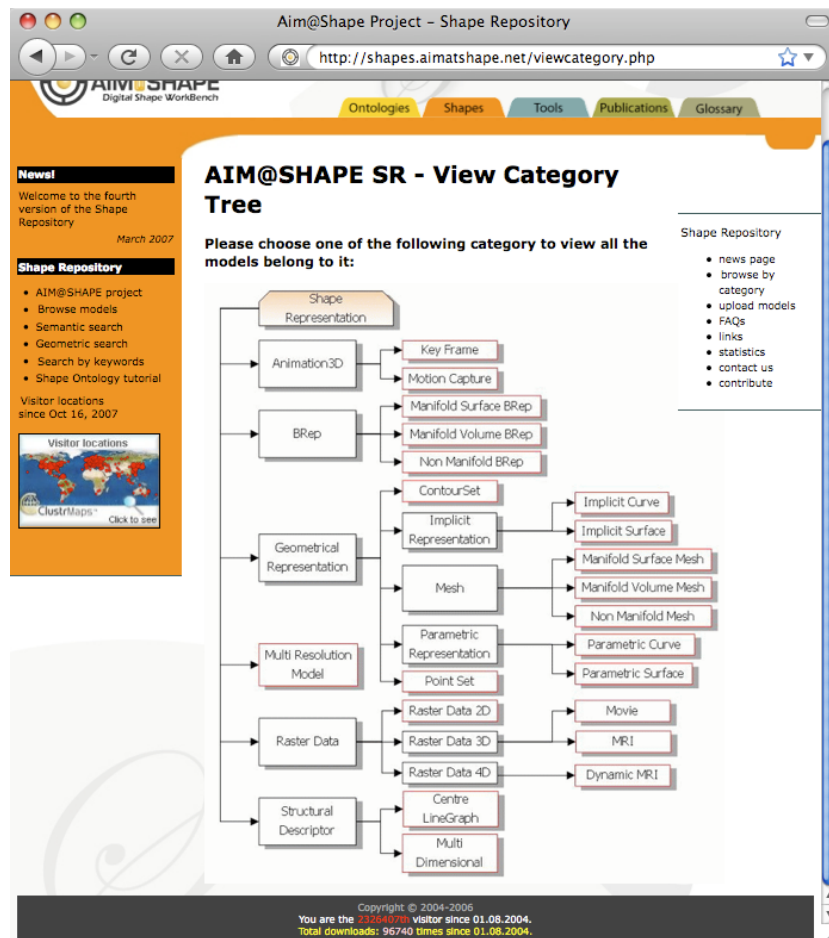 Aim@Shape Project – Shape Repository
http://shapes.aimatshape.net/viewcategory.php
AIM@SHAPE
Digital Shape WorkBench
Ontologies
Shapes
Tools
Publications
Glossary
News!
Welcome to the fourth
version of the Shape
Repository
March 2007
Shape Repository
AIM@SHAPE project
Browse models
Semantic search
Geometric search
Search by keywords
Shape Ontology tutorial
Visitor locations
since Oct 16, 2007
Visitor locations
ClustrMaps
Click to see
AIM@SHAPE SR - View Category
Tree
Please choose one of the following category to view all the
models belong to it:
Shape
Representation
Animation3D
Key Frame
Motion Capture
BRep
Manifold Surface BRep
Manifold Volume BRep
Non Manifold BRep
Geometrical
Representation
ContourSet
Implicit
Representation
Implicit Curve
Implicit Surface
Mesh
Manifold Surface Mesh
Manifold Volume Mesh
Non Manifold Mesh
Parametric
Representation
Parametric Curve
Parametric Surface
Point Set
Multi Resolution
Model
Raster Data
Raster Data 2D
Raster Data 3D
Movie
MRI
Raster Data 4D
Dynamic MRI
Structural
Descriptor
Centre
LineGraph
Multi
Dimensional
Shape Repository
news page
browse by
category
upload models
FAQs
links
statistics
contact us
contribute
Copyright © 2004-2006
You are the 2326407th visitor since 01.08.2004.
Total downloads: 96740 times since 01.08.2004.